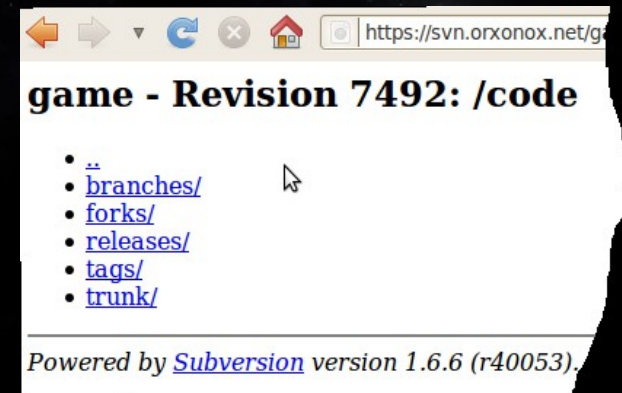 https://svn.orxonox.net/g
game - Revision 7492: /code
..
branches/
forks/
releases/
tags/
trunk/
Powered by Subversion version 1.6.6 (r40053).